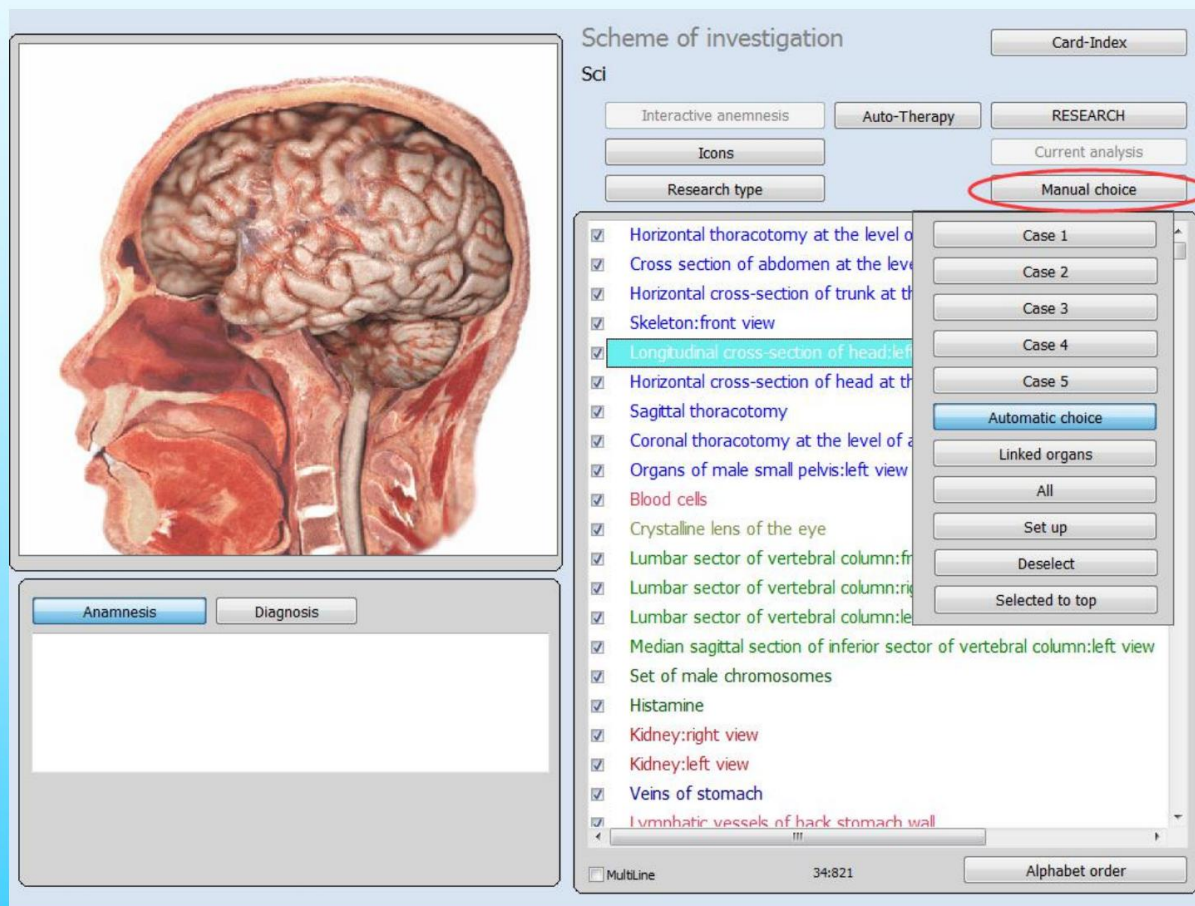 Scheme of investigation
Card-Index
Sci
Interactive anemnesis
Auto-Therapy
RESEARCH
Icons
Current analysis
Research type
Manual choice
Horizontal thoracotomy at the level o
Case 1
Cross section of abdomen at the leve
Case 2
Horizontal cross-section of trunk at th
Case 3
Skeleton:front view
Longitudinal cross-section of head:lef
Case 4
Horizontal cross-section of head at th
Case 5
Sagittal thoracotomy
Automatic choice
Coronal thoracotomy at the level of a
Linked organs
Organs of male small pelvis:left view
All
Blood cells
Crystalline lens of the eye
Set up
Lumbar sector of vertebral column:fr
Deselect
Lumbar sector of vertebral column:rig
Selected to top
Lumbar sector of vertebral column:le
Median sagittal section of inferior sector of vertebral column:left view
Set of male chromosomes
Histamine
Kidney:right view
Kidney:left view
Veins of stomach
Lymphatic vessels of back stomach wall
Anamnesis
Diagnosis
MultiLine
34:821
Alphabet order